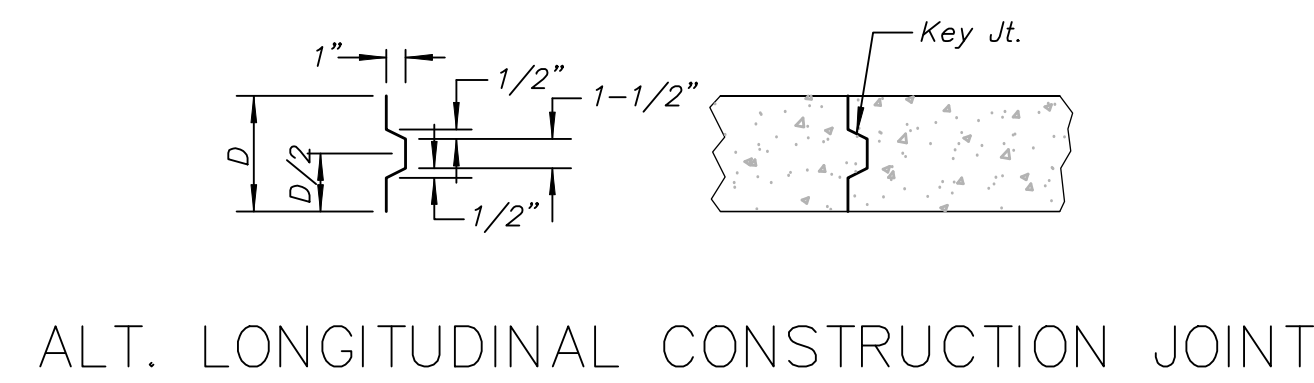 Key Jt.
1"
1/2"
1-1/2"
D
D/2
1/2"
ALT. LONGITUDINAL CONSTRUCTION JOINT